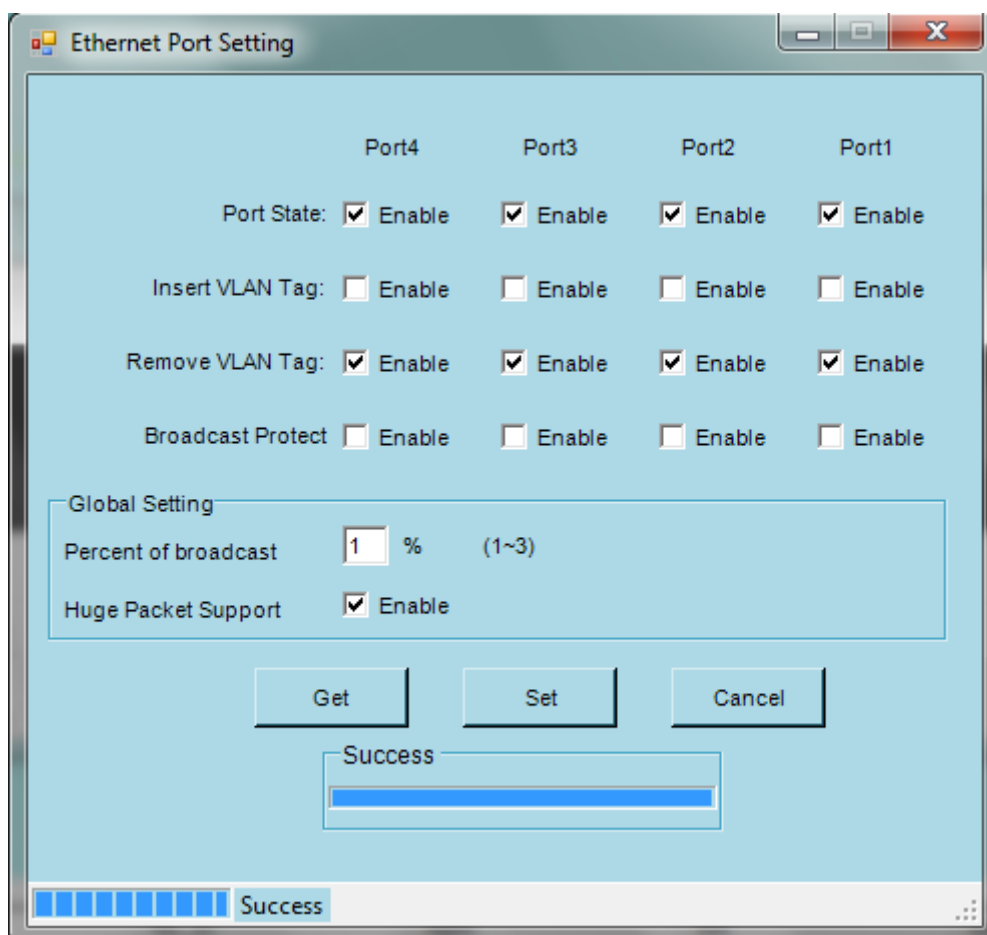 Ethernet Port Setting
Port4 Port3 Port2 Port1
Port State: Enable Enable Enable Enable
Insert VLAN Tag: Enable Enable Enable Enable
Remove VLAN Tag: Enable Enable Enable Enable
Broadcast Protect Enable Enable Enable Enable
Global Setting
Percent of broadcast 1 % (1~3)
Huge Packet Support Enable
Get Set Cancel
Success
Success